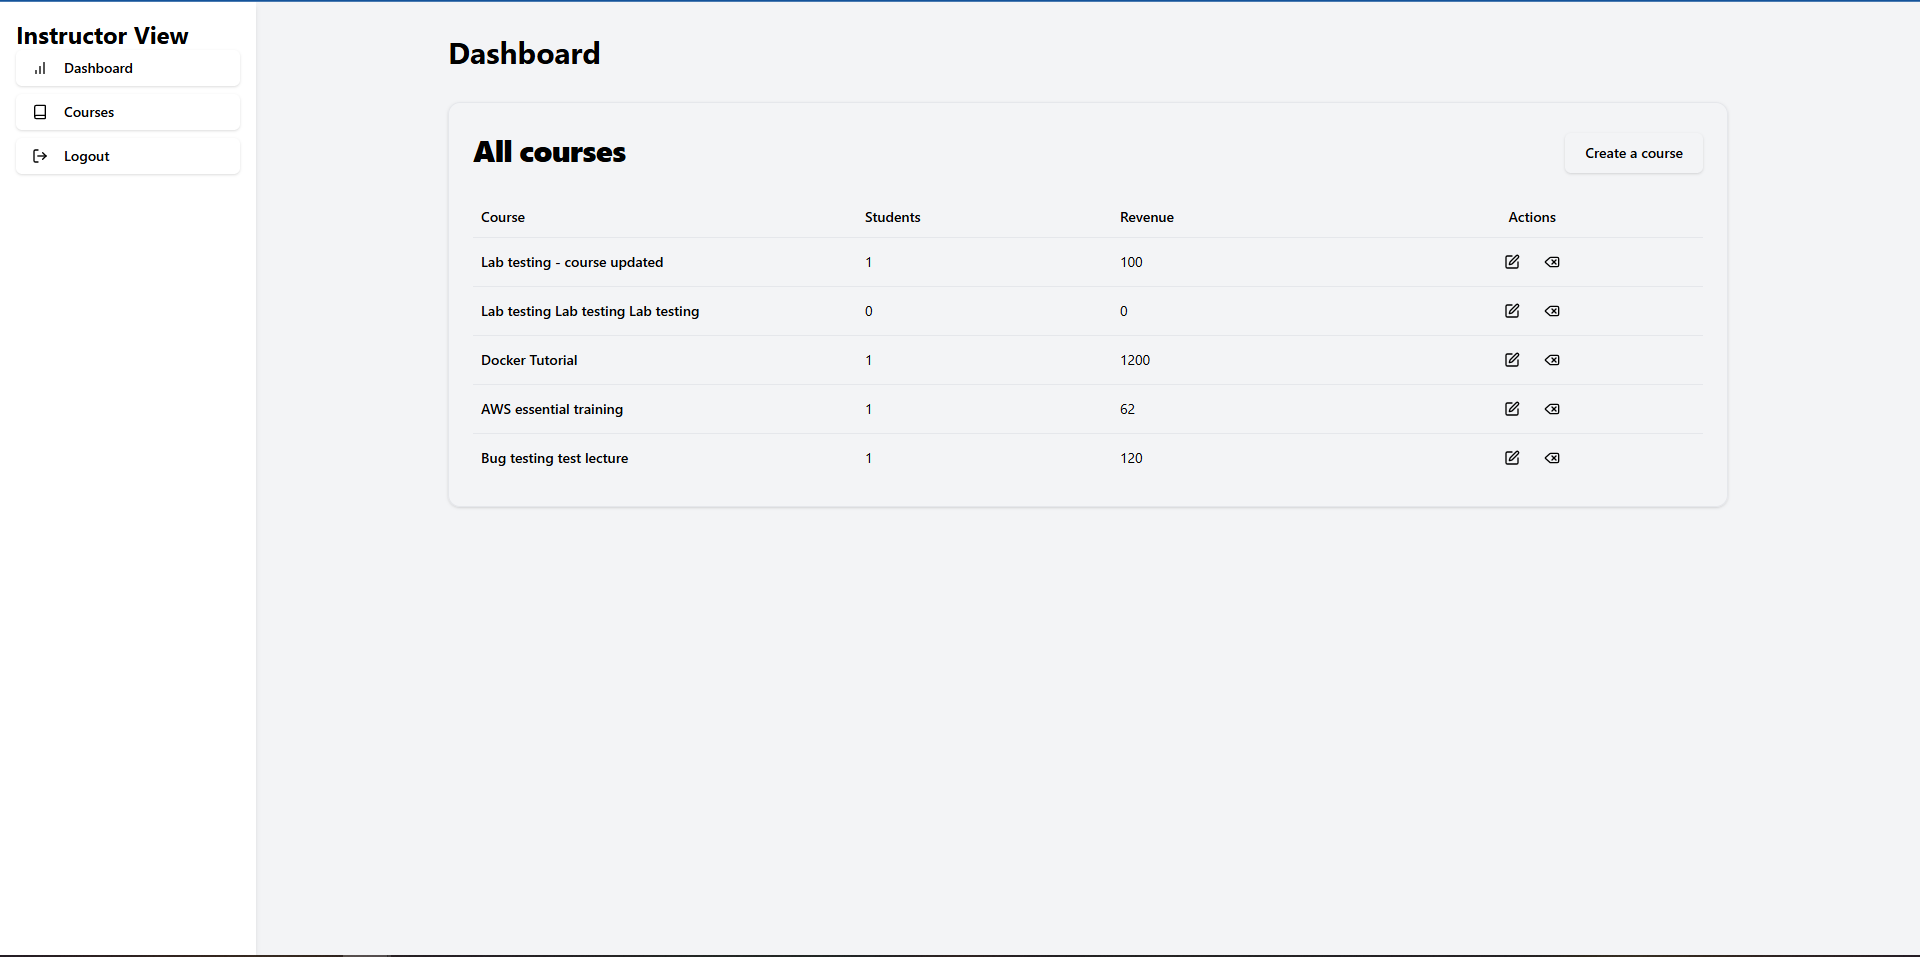 Instructor View
Dashboard
Courses
Logout
Dashboard
All courses
Create a course
Course Students Revenue Actions
Lab testing - course updated 1 100
Lab testing Lab testing Lab testing 0 0
Docker Tutorial 1 1200
AWS essential training 1 62
Bug testing test lecture 1 120